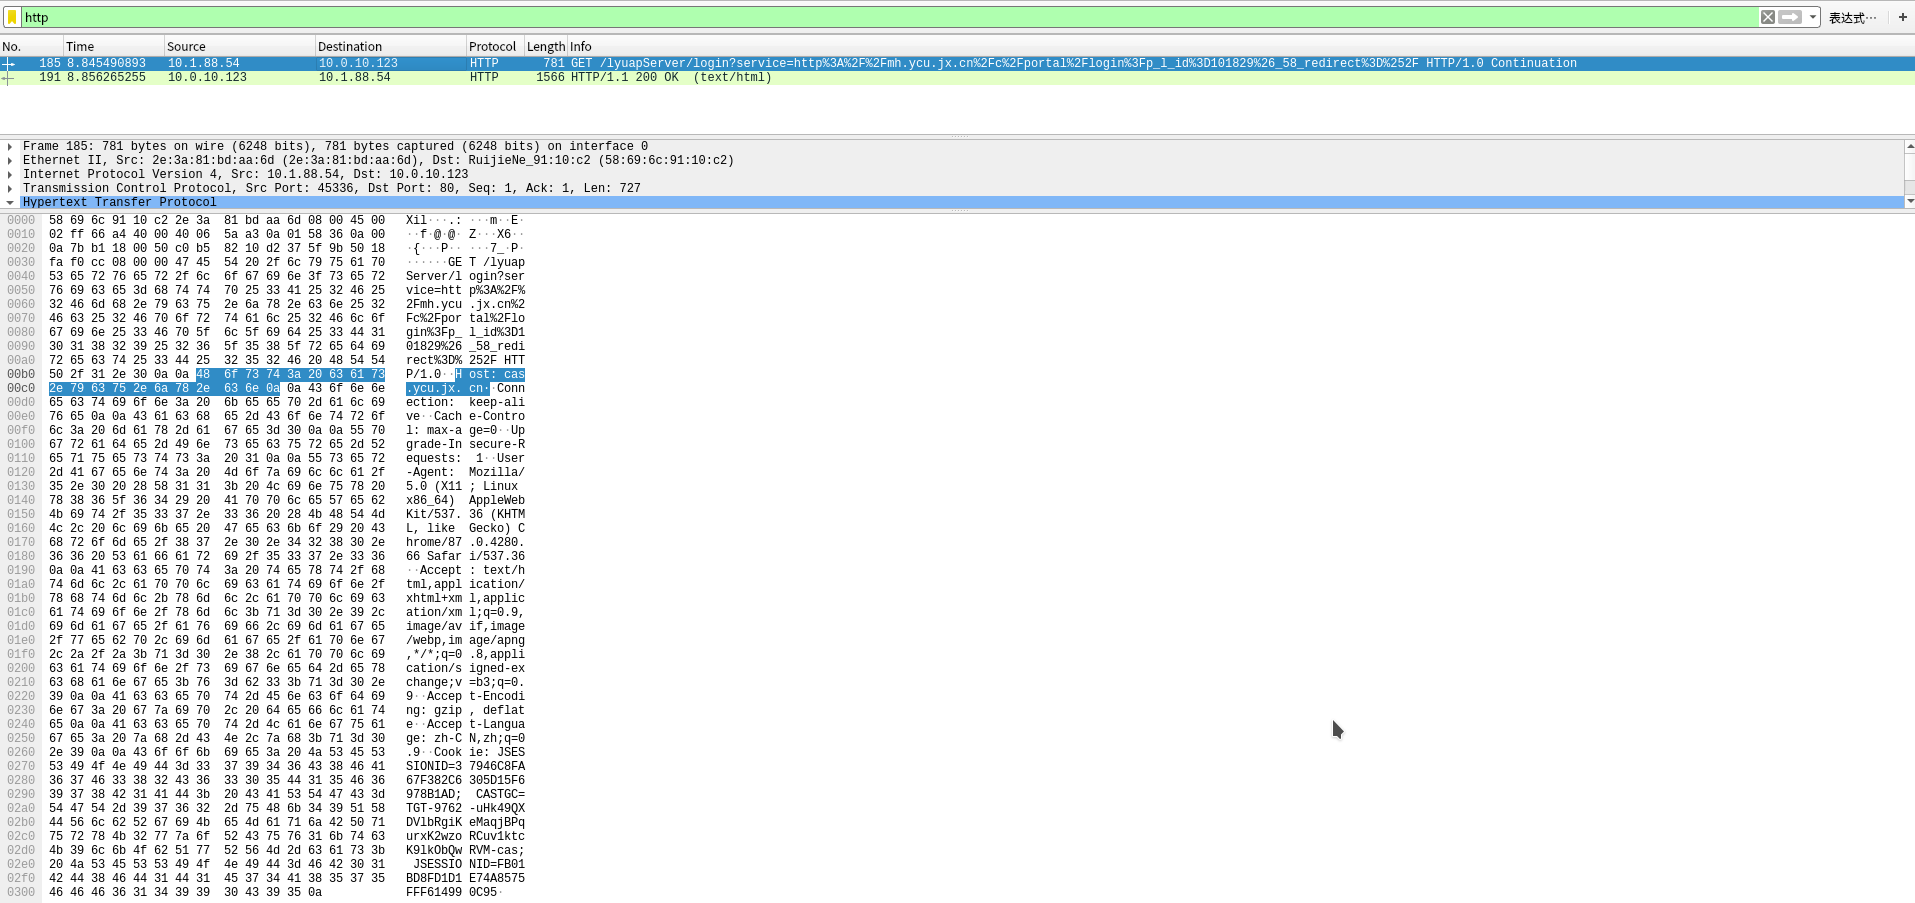 http
表达式…
+
No. Time Source Destination Protocol Length Info
185 8.845490893 10.1.88.54 10.0.10.123 HTTP 781 GET /lyuapServer/login?service=http%3A%2F%2Fmh.ycu.jx.cn%2Fc%2Fportal%2Flogin%3Fp_l_id%3D101829%26_58_redirect%3D%252F HTTP/1.0 Continuation
191 8.856265255 10.0.10.123 10.1.88.54 HTTP 1566 HTTP/1.1 200 OK  (text/html)
Frame 185: 781 bytes on wire (6248 bits), 781 bytes captured (6248 bits) on interface 0
Ethernet II, Src: 2e:3a:81:bd:aa:6d (2e:3a:81:bd:aa:6d), Dst: RuijieNe_91:10:c2 (58:69:6c:91:10:c2)
Internet Protocol Version 4, Src: 10.1.88.54, Dst: 10.0.10.123
Transmission Control Protocol, Src Port: 45336, Dst Port: 80, Seq: 1, Ack: 1, Len: 727
Hypertext Transfer Protocol
0000 58 69 6c 91 10 c2 2e 3a 81 bd aa 6d 08 00 45 00 Xil···.: ···m··E·
0010 02 ff 66 a4 40 00 40 06 5a a3 0a 01 58 36 0a 00 ··f·@·@· Z···X6··
0020 0a 7b b1 18 00 50 c0 b5 82 10 d2 37 5f 9b 50 18 ·{···P·· ···7_·P·
0030 fa f0 cc 08 00 00 47 45 54 20 2f 6c 79 75 61 70 ······GE T /lyuap
0040 53 65 72 76 65 72 2f 6c 6f 67 69 6e 3f 73 65 72 Server/l ogin?ser
0050 76 69 63 65 3d 68 74 74 70 25 33 41 25 32 46 25 vice=htt p%3A%2F%
0060 32 46 6d 68 2e 79 63 75 2e 6a 78 2e 63 6e 25 32 2Fmh.ycu .jx.cn%2
0070 46 63 25 32 46 70 6f 72 74 61 6c 25 32 46 6c 6f Fc%2Fpor tal%2Flo
0080 67 69 6e 25 33 46 70 5f 6c 5f 69 64 25 33 44 31 gin%3Fp_ l_id%3D1
0090 30 31 38 32 39 25 32 36 5f 35 38 5f 72 65 64 69 01829%26 _58_redi
00a0 72 65 63 74 25 33 44 25 32 35 32 46 20 48 54 54 rect%3D% 252F HTT
00b0 50 2f 31 2e 30 0a 0a 48 6f 73 74 3a 20 63 61 73 P/1.0··H ost: cas
00c0 2e 79 63 75 2e 6a 78 2e 63 6e 0a 0a 43 6f 6e 6e .ycu.jx. cn··Conn
00d0 65 63 74 69 6f 6e 3a 20 6b 65 65 70 2d 61 6c 69 ection:  keep-ali
00e0 76 65 0a 0a 43 61 63 68 65 2d 43 6f 6e 74 72 6f ve··Cach e-Contro
00f0 6c 3a 20 6d 61 78 2d 61 67 65 3d 30 0a 0a 55 70 l: max-a ge=0··Up
0100 67 72 61 64 65 2d 49 6e 73 65 63 75 72 65 2d 52 grade-In secure-R
0110 65 71 75 65 73 74 73 3a 20 31 0a 0a 55 73 65 72 equests:  1··User
0120 2d 41 67 65 6e 74 3a 20 4d 6f 7a 69 6c 6c 61 2f -Agent:  Mozilla/
0130 35 2e 30 20 28 58 31 31 3b 20 4c 69 6e 75 78 20 5.0 (X11 ; Linux 
0140 78 38 36 5f 36 34 29 20 41 70 70 6c 65 57 65 62 x86_64)  AppleWeb
0150 4b 69 74 2f 35 33 37 2e 33 36 20 28 4b 48 54 4d Kit/537. 36 (KHTM
0160 4c 2c 20 6c 69 6b 65 20 47 65 63 6b 6f 29 20 43 L, like  Gecko) C
0170 68 72 6f 6d 65 2f 38 37 2e 30 2e 34 32 38 30 2e hrome/87 .0.4280.
0180 36 36 20 53 61 66 61 72 69 2f 35 33 37 2e 33 36 66 Safar i/537.36
0190 0a 0a 41 63 63 65 70 74 3a 20 74 65 78 74 2f 68 ··Accept : text/h
01a0 74 6d 6c 2c 61 70 70 6c 69 63 61 74 69 6f 6e 2f tml,appl ication/
01b0 78 68 74 6d 6c 2b 78 6d 6c 2c 61 70 70 6c 69 63 xhtml+xm l,applic
01c0 61 74 69 6f 6e 2f 78 6d 6c 3b 71 3d 30 2e 39 2c ation/xm l;q=0.9,
01d0 69 6d 61 67 65 2f 61 76 69 66 2c 69 6d 61 67 65 image/av if,image
01e0 2f 77 65 62 70 2c 69 6d 61 67 65 2f 61 70 6e 67 /webp,im age/apng
01f0 2c 2a 2f 2a 3b 71 3d 30 2e 38 2c 61 70 70 6c 69 ,*/*;q=0 .8,appli
0200 63 61 74 69 6f 6e 2f 73 69 67 6e 65 64 2d 65 78 cation/s igned-ex
0210 63 68 61 6e 67 65 3b 76 3d 62 33 3b 71 3d 30 2e change;v =b3;q=0.
0220 39 0a 0a 41 63 63 65 70 74 2d 45 6e 63 6f 64 69 9··Accep t-Encodi
0230 6e 67 3a 20 67 7a 69 70 2c 20 64 65 66 6c 61 74 ng: gzip , deflat
0240 65 0a 0a 41 63 63 65 70 74 2d 4c 61 6e 67 75 61 e··Accep t-Langua
0250 67 65 3a 20 7a 68 2d 43 4e 2c 7a 68 3b 71 3d 30 ge: zh-C N,zh;q=0
0260 2e 39 0a 0a 43 6f 6f 6b 69 65 3a 20 4a 53 45 53 .9··Cook ie: JSES
0270 53 49 4f 4e 49 44 3d 33 37 39 34 36 43 38 46 41 SIONID=3 7946C8FA
0280 36 37 46 33 38 32 43 36 33 30 35 44 31 35 46 36 67F382C6 305D15F6
0290 39 37 38 42 31 41 44 3b 20 43 41 53 54 47 43 3d 978B1AD;  CASTGC=
02a0 54 47 54 2d 39 37 36 32 2d 75 48 6b 34 39 51 58 TGT-9762 -uHk49QX
02b0 44 56 6c 62 52 67 69 4b 65 4d 61 71 6a 42 50 71 DVlbRgiK eMaqjBPq
02c0 75 72 78 4b 32 77 7a 6f 52 43 75 76 31 6b 74 63 urxK2wzo RCuv1ktc
02d0 4b 39 6c 6b 4f 62 51 77 52 56 4d 2d 63 61 73 3b K9lkObQw RVM-cas;
02e0 20 4a 53 45 53 53 49 4f 4e 49 44 3d 46 42 30 31  JSESSIO NID=FB01
02f0 42 44 38 46 44 31 44 31 45 37 34 41 38 35 37 35 BD8FD1D1 E74A8575
0300 46 46 46 36 31 34 39 39 30 43 39 35 0a FFF61499 0C95·